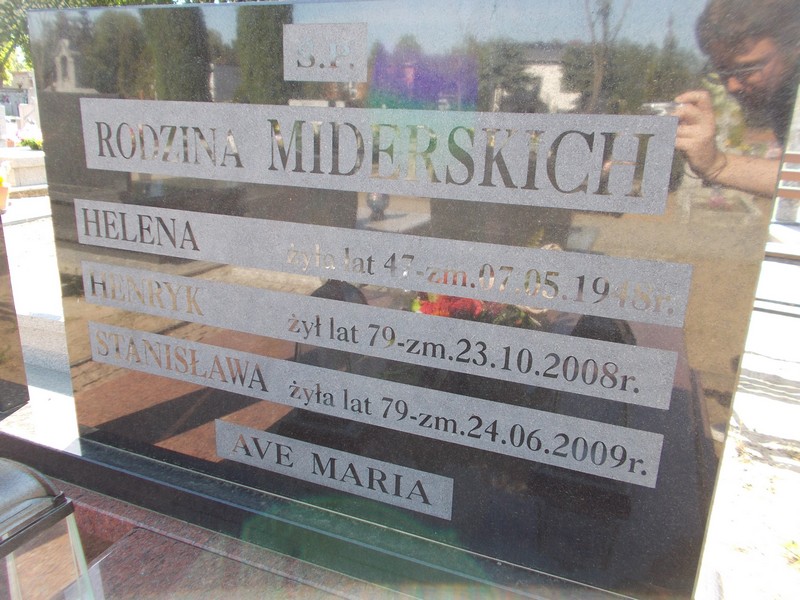 Ś.P.
RODZINA MIDERSKICH
HELENA żyła lat 47-zm.07.05.1948r.
HENRYK żył lat 79-zm.23.10.2008r.
STANISŁAWA żyła lat 79-zm.24.06.2009r.
AVE MARIA